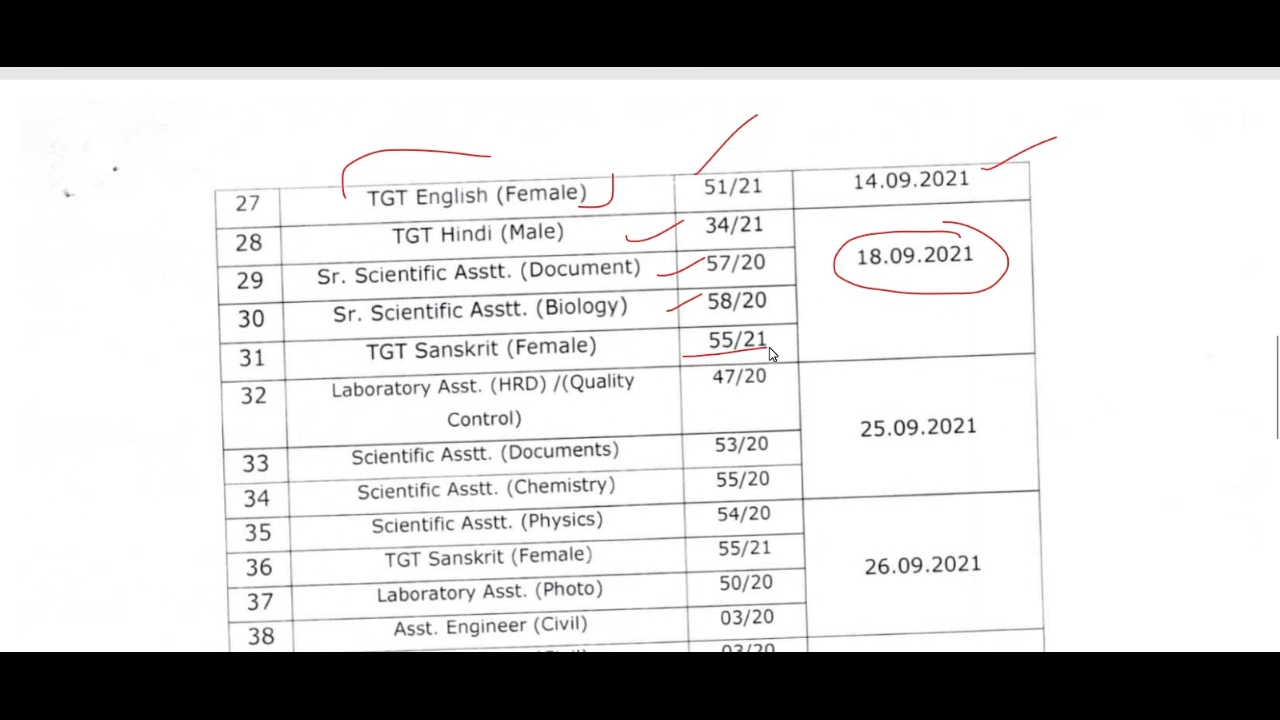 27 TGT English (Female) 51/21 14.09.2021
28 TGT Hindi (Male) 34/21
18.09.2021
29 Sr. Scientific Asstt. (Document) 57/20
30 Sr. Scientific Asstt. (Biology) 58/20
31 TGT Sanskrit (Female) 55/21
32 Laboratory Asst. (HRD) /(Quality 47/20
Control)
25.09.2021
33 Scientific Asstt. (Documents) 53/20
34 Scientific Asstt. (Chemistry) 55/20
35 Scientific Asstt. (Physics) 54/20
36 TGT Sanskrit (Female) 55/21
26.09.2021
37 Laboratory Asst. (Photo) 50/20
38 Asst. Engineer (Civil) 03/20